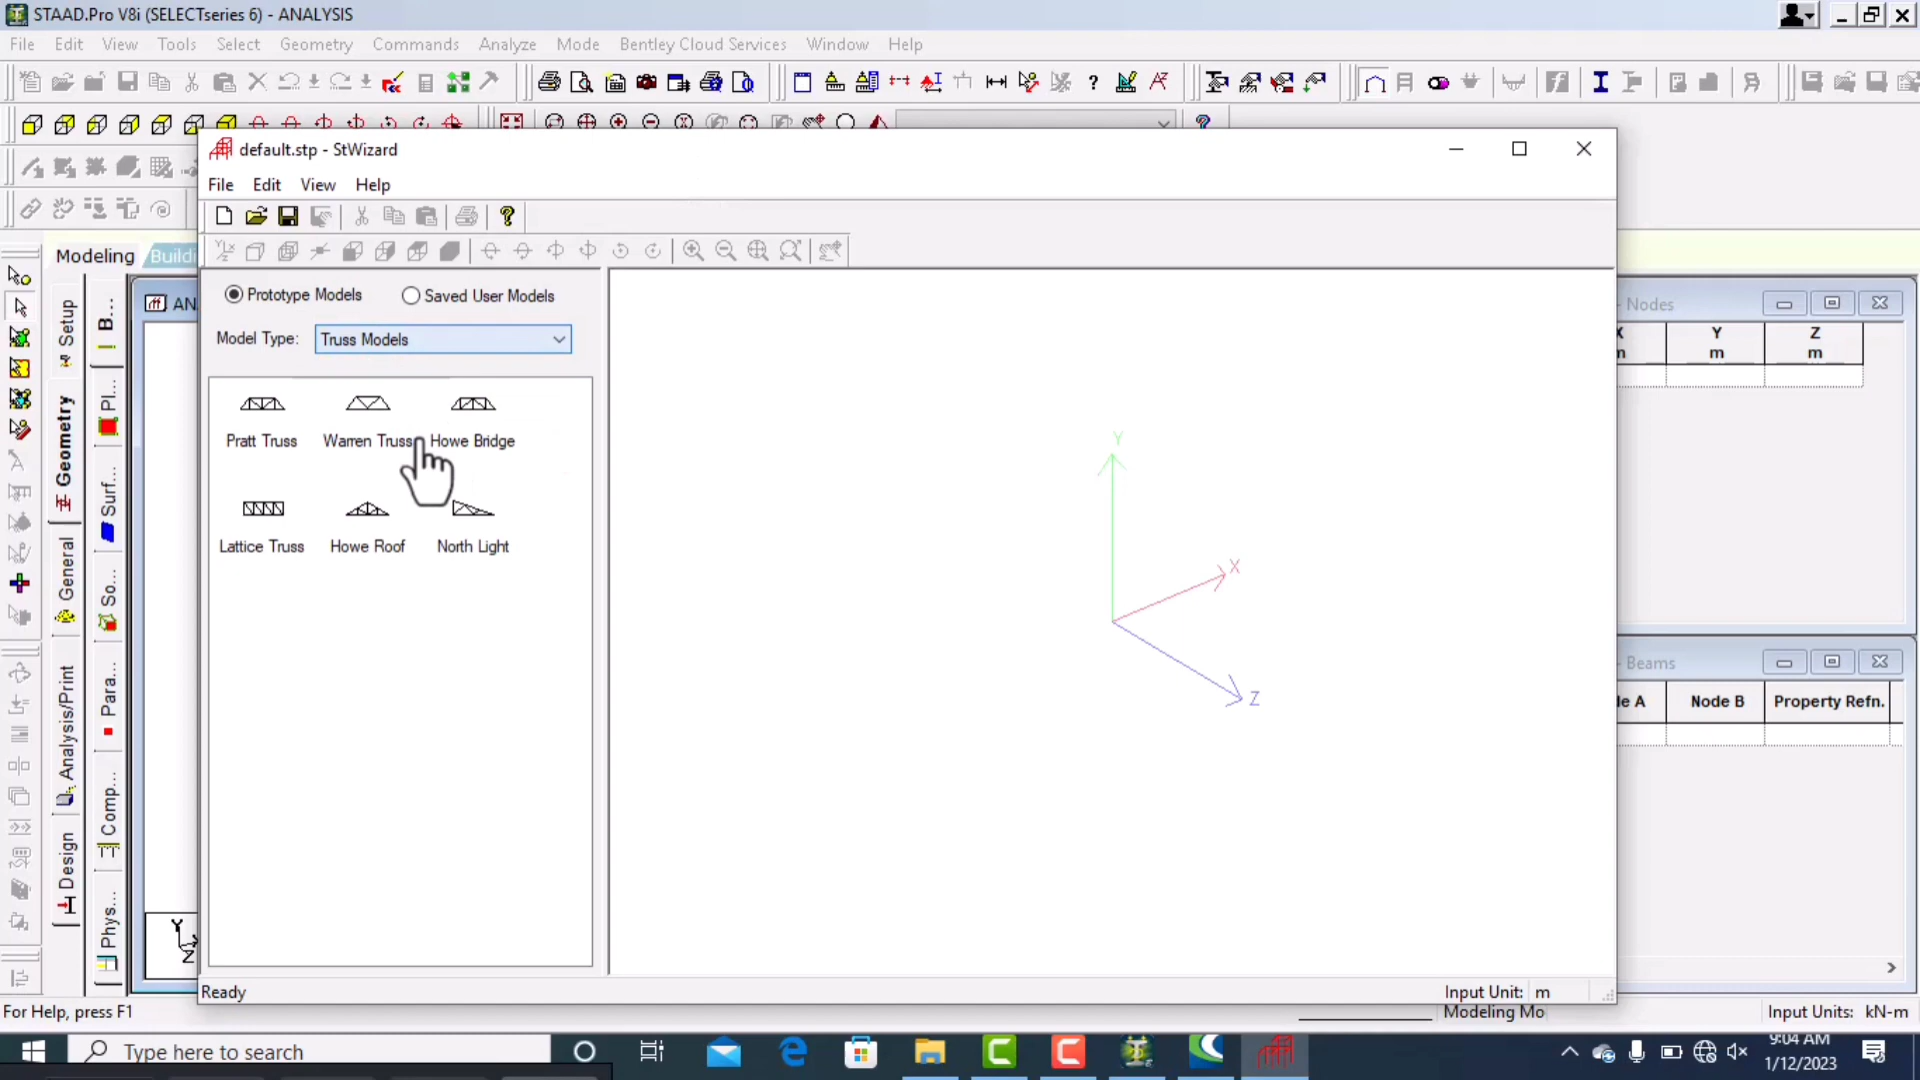 STAAD.Pro V8i (SELECTseries 6) - ANALYSIS
File Edit View Tools Select Geometry Commands Analyze Mode Bentley Cloud Services Window Help
default.stp - StWizard
File Edit View Help
Modeling
Prototype Models Saved User Models
Model Type: Truss Models
Pratt Truss Warren Truss Howe Bridge
Lattice Truss Howe Roof North Light
Y
X
Z
Ready
Input Unit: m
- Nodes
Y Z
m m
- Beams
Node B Property Refn.
Setup
Geometry
General
Analysis/Print
Design
B...
Pl...
Surf...
So...
Para...
Comp...
Phys...
Y
Z
For Help, press F1
Modeling Mo
Input Units: kN-m
Type here to search
9:04 AM
1/12/2023